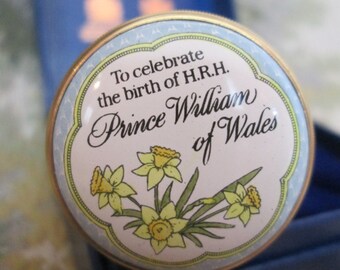 To celebrate
the birth of H.R.H.
Prince William
of Wales